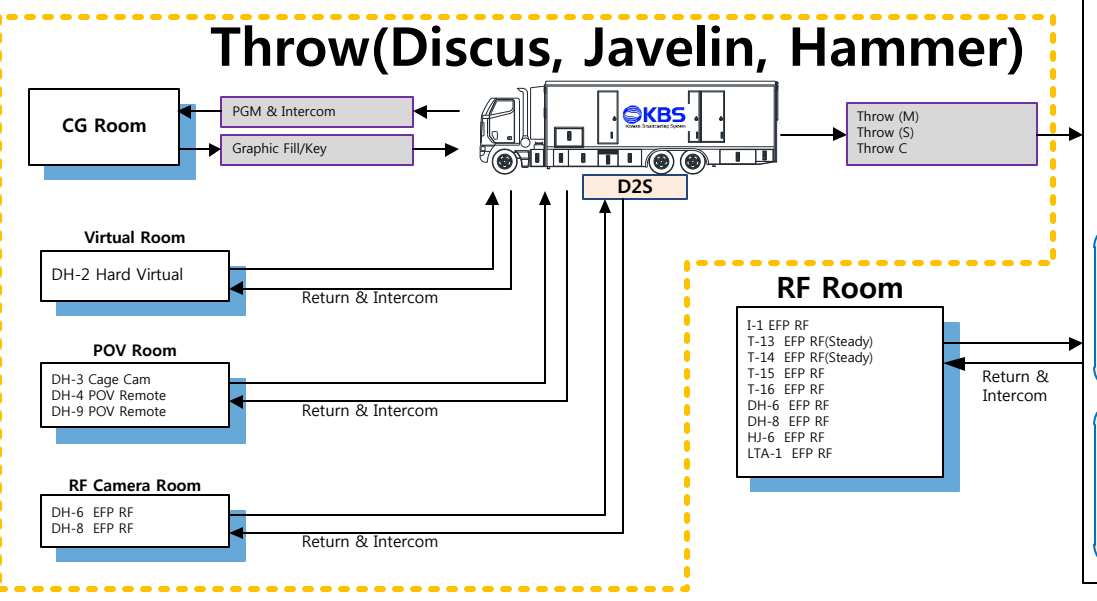 Throw(Discus, Javelin, Hammer)
CG Room
PGM & Intercom
Graphic Fill/Key
KBS
Korean Broadcasting System
D2S
Throw (M)
Throw (S)
Throw C
Virtual Room
DH-2 Hard Virtual
Return & Intercom
POV Room
DH-3 Cage Cam
DH-4 POV Remote
DH-9 POV Remote
Return & Intercom
RF Camera Room
DH-6 EFP RF
DH-8 EFP RF
Return & Intercom
RF Room
I-1 EFP RF
T-13 EFP RF(Steady)
T-14 EFP RF(Steady)
T-15 EFP RF
T-16 EFP RF
DH-6 EFP RF
DH-8 EFP RF
HJ-6 EFP RF
LTA-1 EFP RF
Return &
Intercom